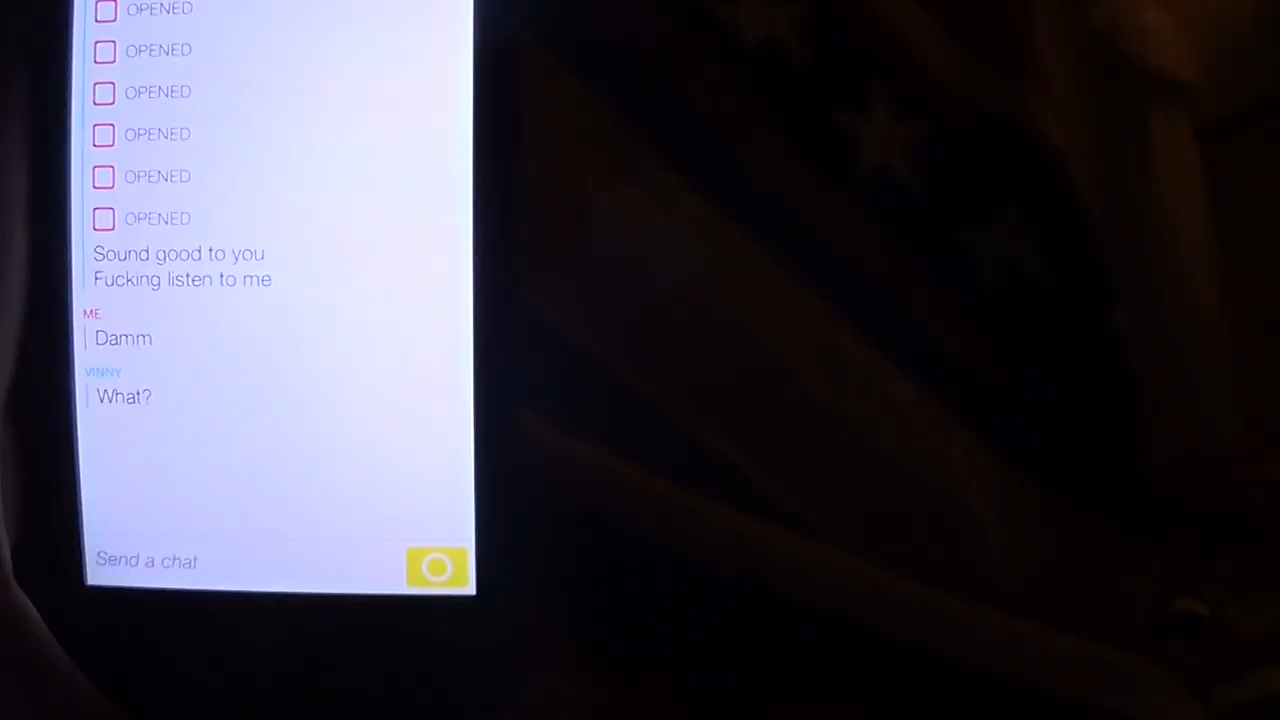 OPENED
OPENED
OPENED
OPENED
OPENED
OPENED
Sound good to you
Fucking listen to me
ME
Damm
VINNY
What?
Send a chat